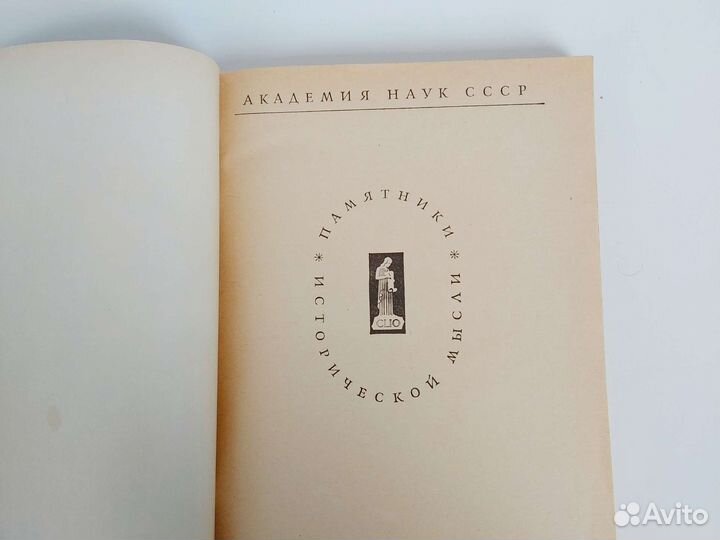 АКАДЕМИЯ НАУК СССР
ПАМЯТНИКИ
* ИСТОРИЧЕСКОЙ МЫСЛИ *
CLIO
Avito